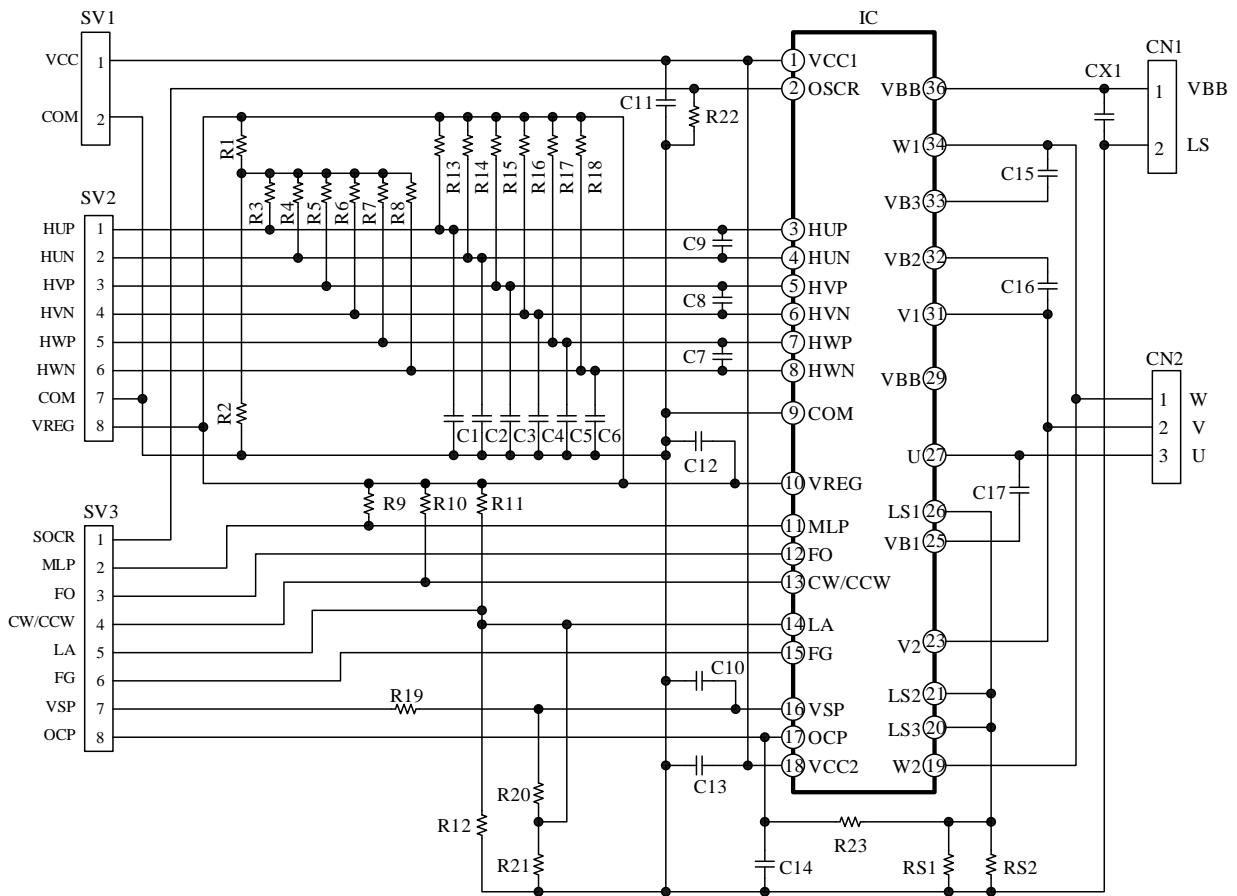 SV1
VCC 1
COM 2
SV2
HUP 1
HUN 2
HVP 3
HVN 4
HWP 5
HWN 6
COM 7
VREG 8
SV3
SOCR 1
MLP 2
FO 3
CW/CCW 4
LA 5
FG 6
VSP 7
OCP 8
R1
R2
R3
R4
R5
R6
R7
R8
R13
R14
R15
R16
R17
R18
C11
R22
C9
C8
C7
C1
C2
C3
C4
C5
C6
C12
R9
R10
R11
C10
R19
C13
R20
R12
R21
C14
R23
RS1
RS2
IC
1 VCC1
2 OSCR
3 HUP
4 HUN
5 HVP
6 HVN
7 HWP
8 HWN
9 COM
10 VREG
11 MLP
12 FO
13 CW/CCW
14 LA
15 FG
16 VSP
17 OCP
18 VCC2
VBB 36
W1 34
VB3 33
VB2 32
V1 31
VBB 29
U 27
LS1 26
VB1 25
V2 23
LS2 21
LS3 20
W2 19
CX1
C15
C16
C17
CN1
1 VBB
2 LS
CN2
1 W
2 V
3 U